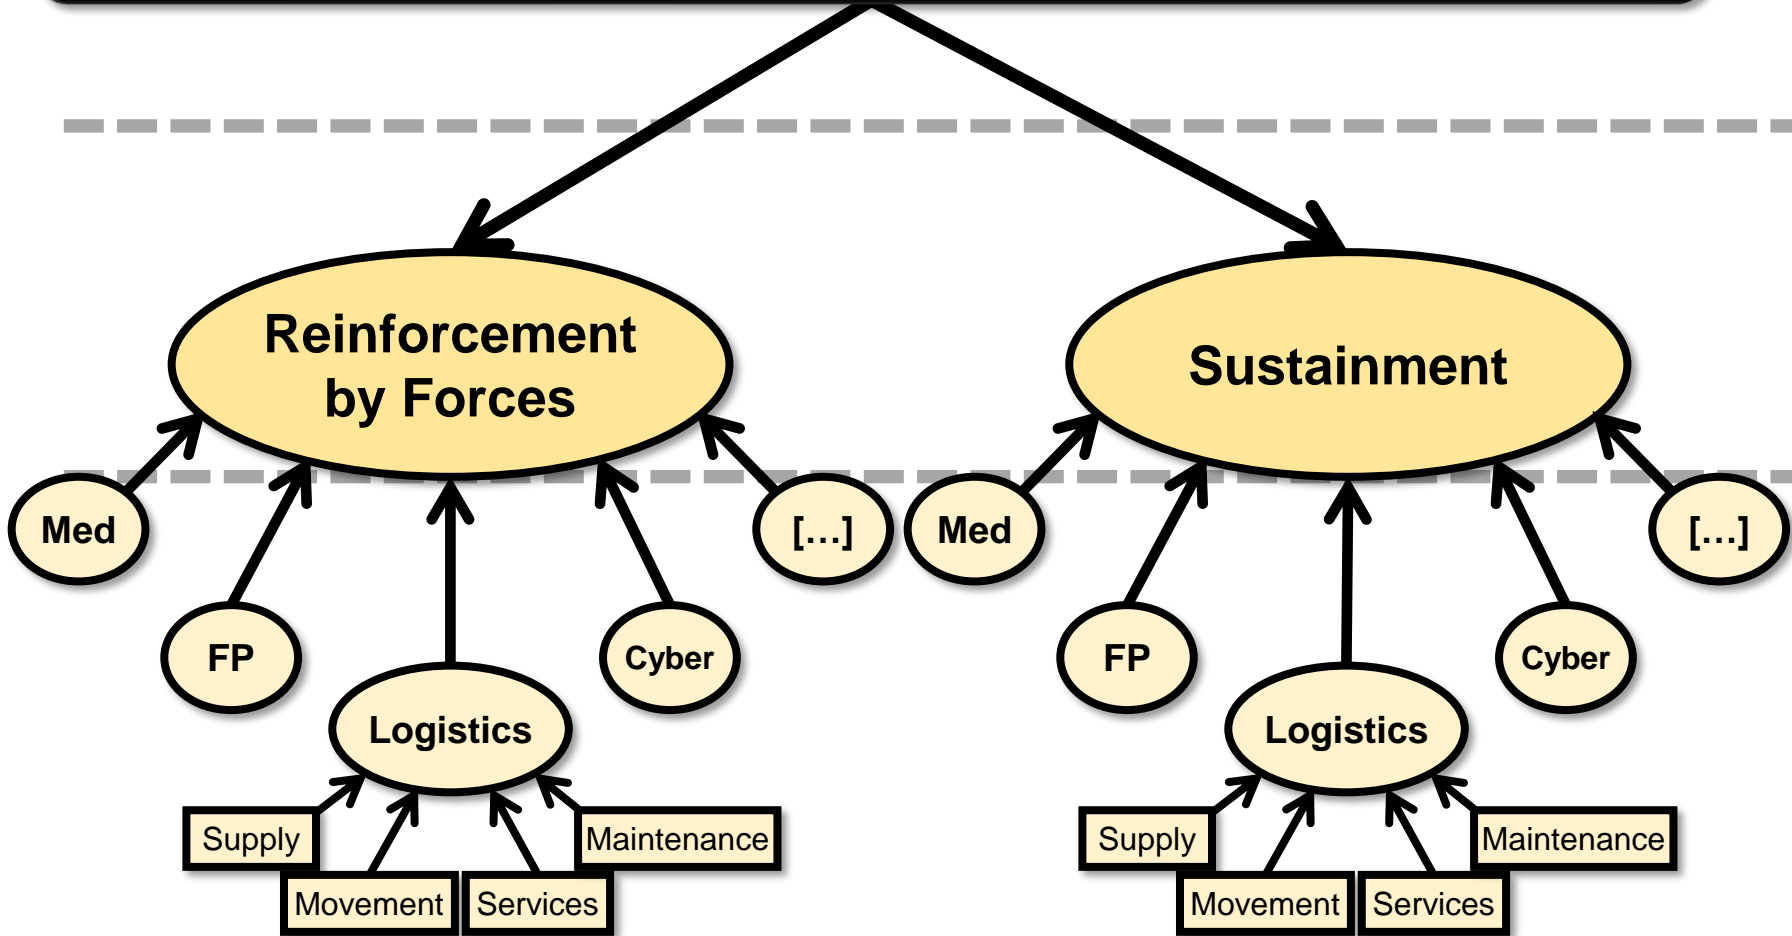 Reinforcement
by Forces
Sustainment
Med
[...]
Med
[...]
FP
Cyber
FP
Cyber
Logistics
Logistics
Supply
Maintenance
Supply
Maintenance
Movement
Services
Movement
Services